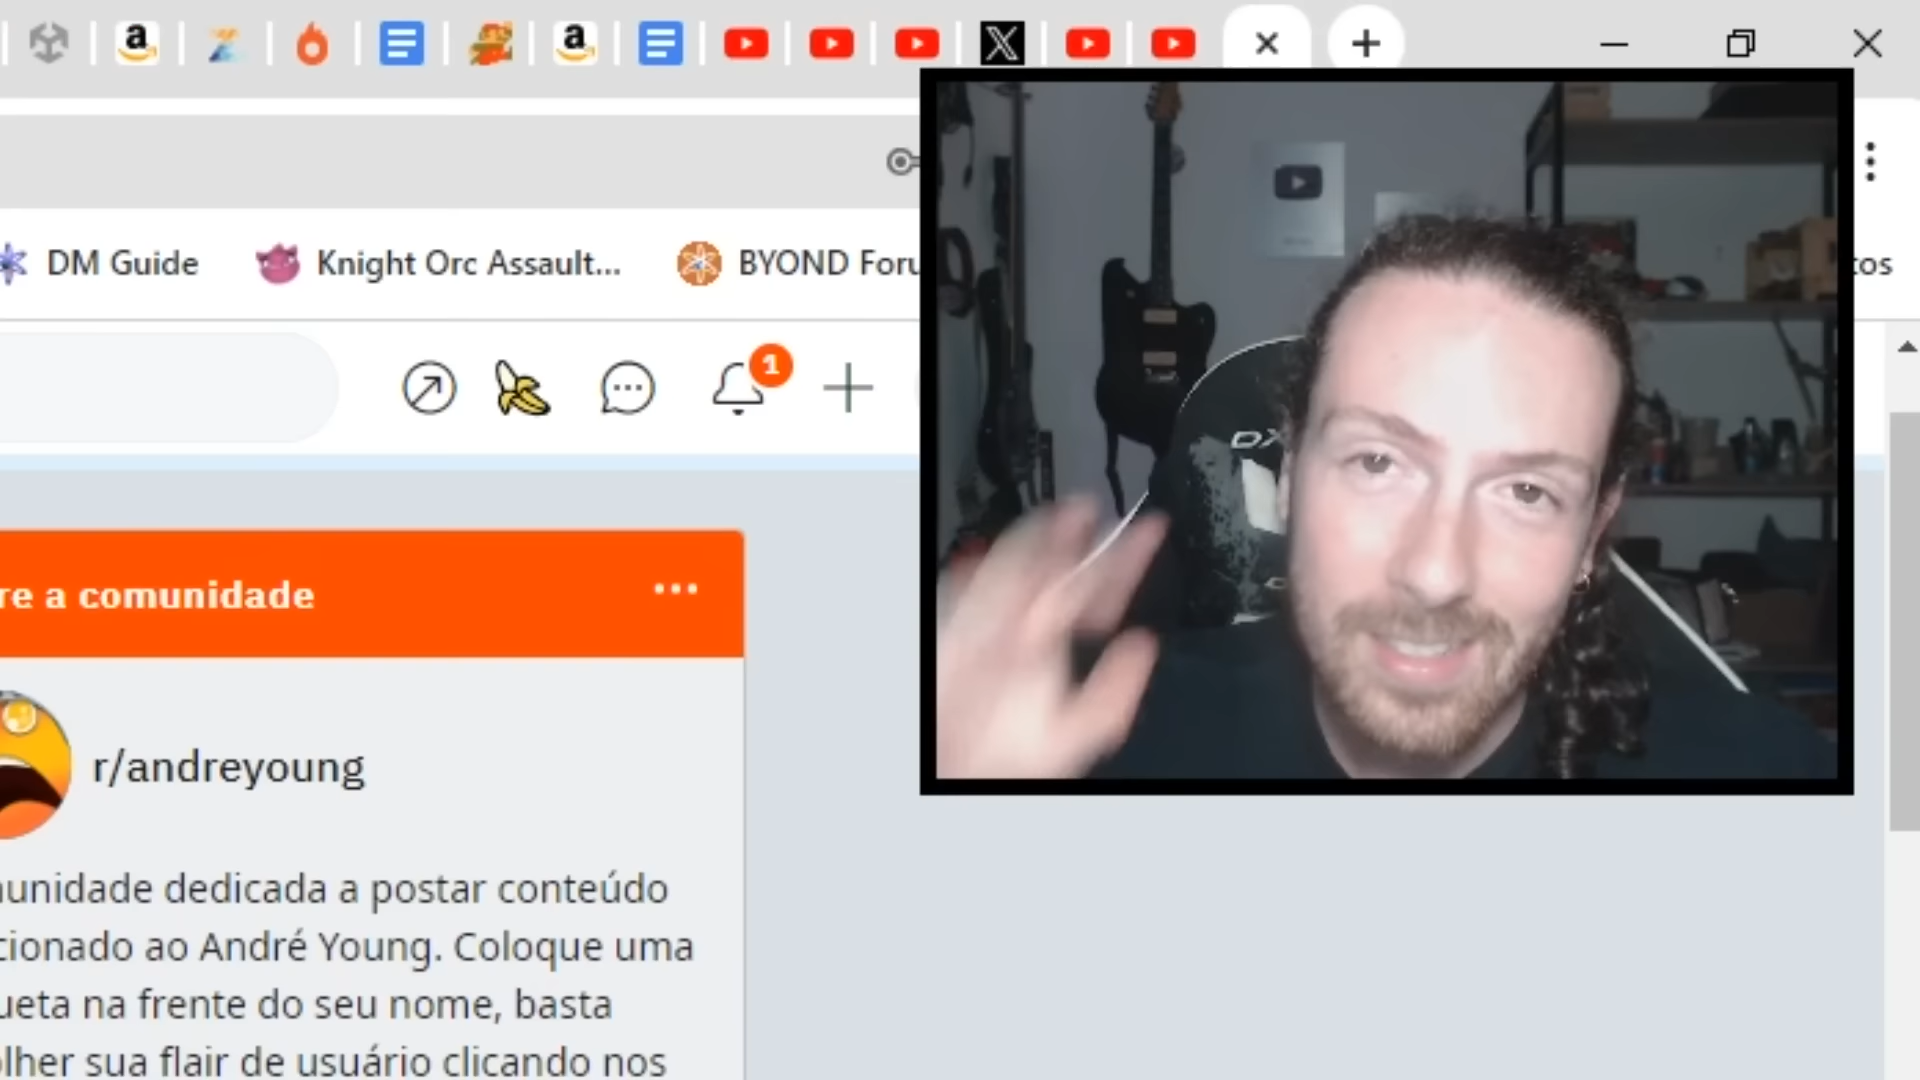 DM Guide
Knight Orc Assault...
BYOND Foru
tos
1
re a comunidade
r/andreyoung
unidade dedicada a postar conteúdo
cionado ao André Young. Coloque uma
ueta na frente do seu nome, basta
lher sua flair de usuário clicando nos